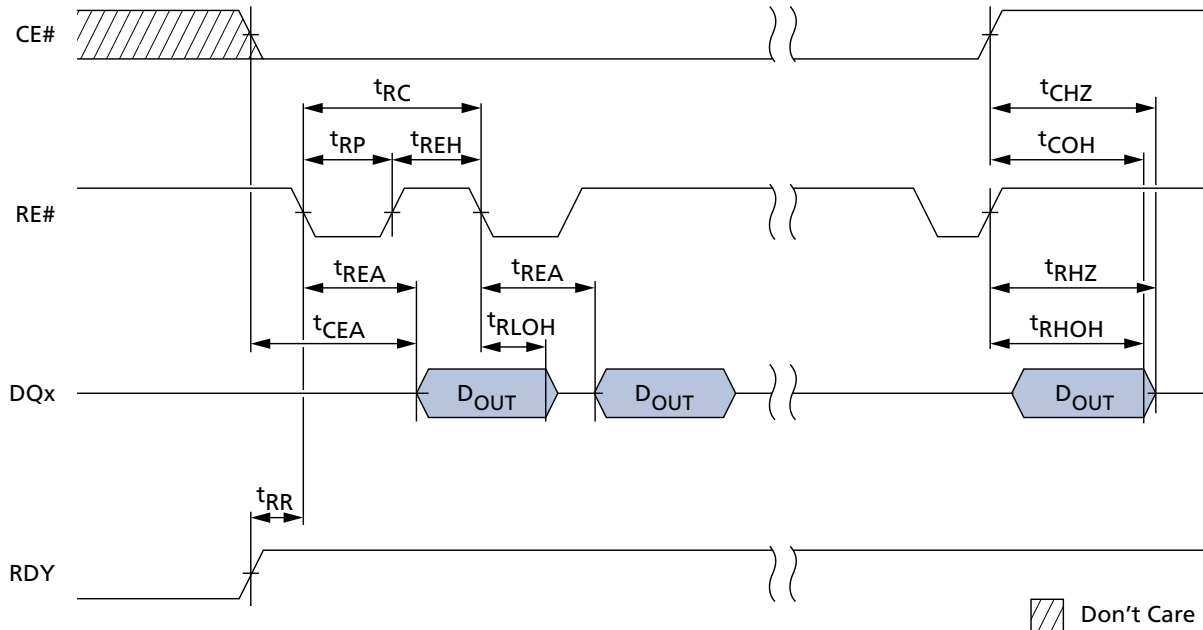 CE#
tRC
tCHZ
tRP
tREH
tCOH
RE#
tREA
tREA
tRHZ
tCEA
tRLOH
tRHOH
DQx
DOUT
DOUT
DOUT
tRR
RDY
Don't Care